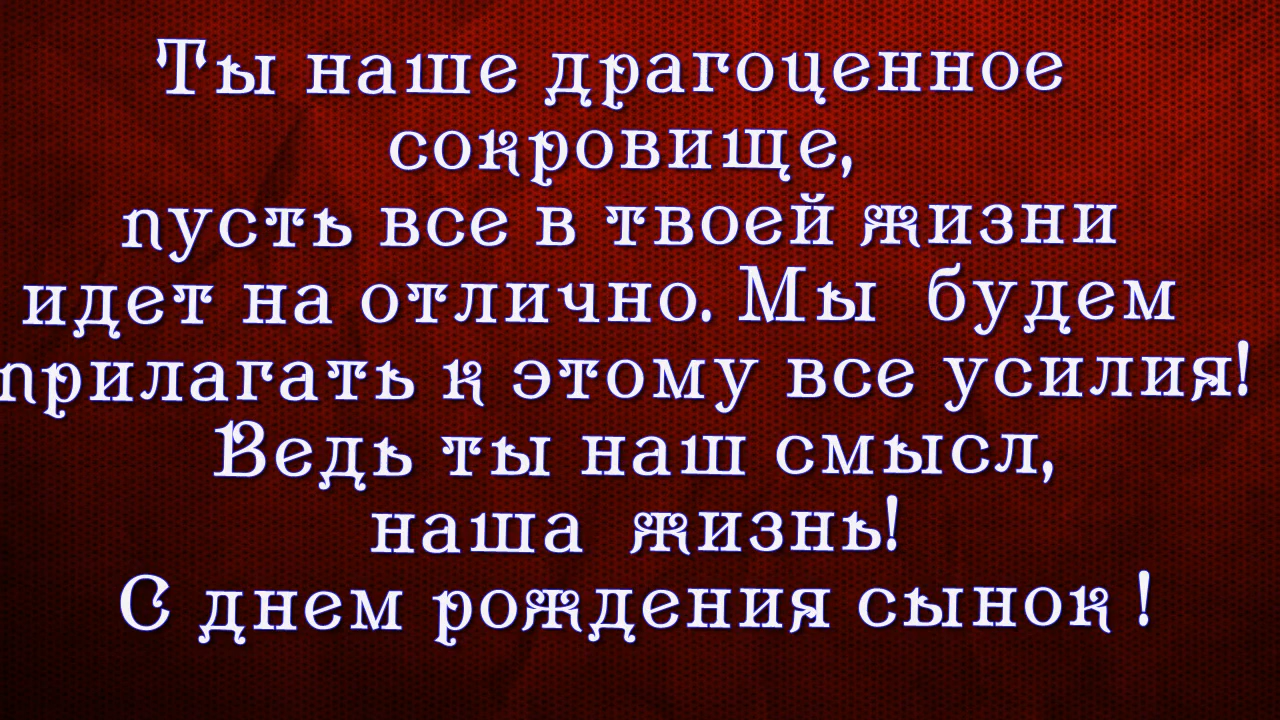 Ты наше драгоценное
сокровище,
пусть все в твоей жизни
идет на отлично. Мы будем
прилагать к этому все усилия!
Ведь ты наш смысл,
наша жизнь!
С днем рождения сынок !